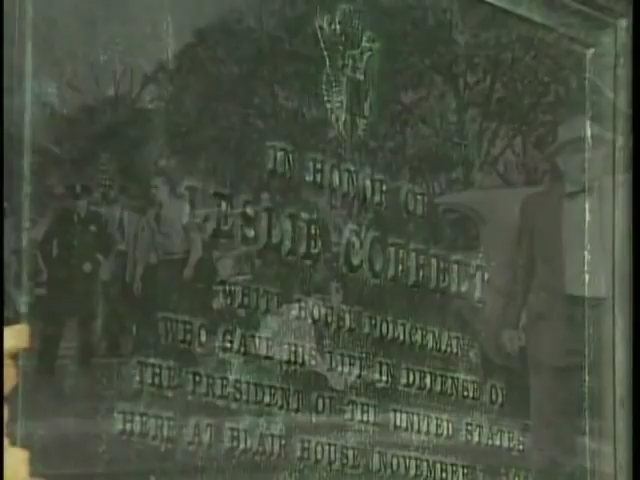 IN HONOR OF
LESLIE COFFELT
WHITE HOUSE POLICEMAN
WHO GAVE HIS LIFE IN DEFENSE OF
THE PRESIDENT OF THE UNITED STATES
HERE AT BLAIR HOUSE NOVEMBER 1,